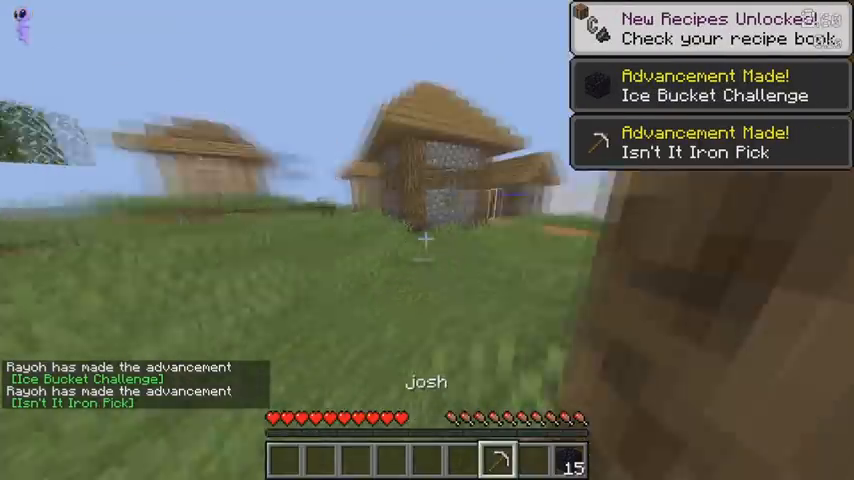 New Recipes Unlocked!
Check your recipe book
Advancement Made!
Ice Bucket Challenge
Advancement Made!
Isn't It Iron Pick
Rayoh has made the advancement
[Ice Bucket Challenge]
Rayoh has made the advancement
[Isn't It Iron Pick]
josh
15